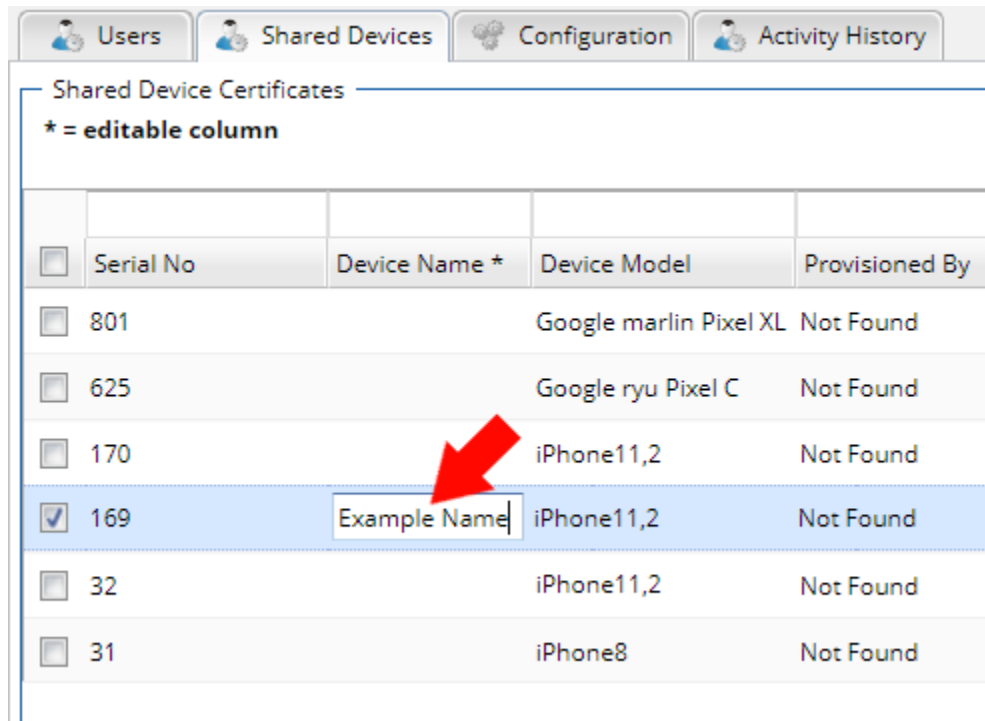 Users Shared Devices Configuration Activity History
Shared Device Certificates
* = editable column
Serial No Device Name * Device Model Provisioned By
801 Google marlin Pixel XL Not Found
625 Google ryu Pixel C Not Found
170 iPhone11,2 Not Found
169 Example Name iPhone11,2 Not Found
32 iPhone11,2 Not Found
31 iPhone8 Not Found